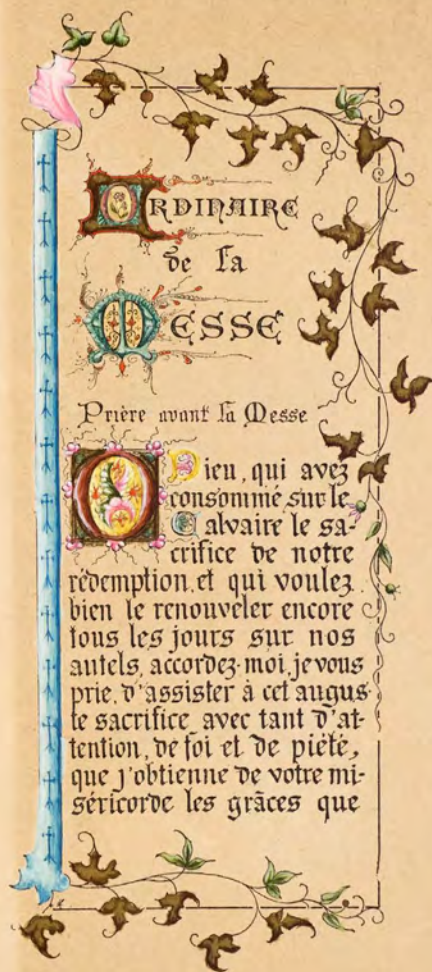 ORDINAIRE
de la
MESSE
Prière avant la Messe
O Dieu, qui avez
consommé sur le
Calvaire le sa-
crifice de notre
rédemption, et qui voulez
bien le renouveler encore
tous les jours sur nos
autels, accordez-moi, je vous
prie, d'assister à cet augus-
te sacrifice avec tant d'at-
tention, de foi et de piété,
que j'obtienne de votre mi-
séricorde les grâces que